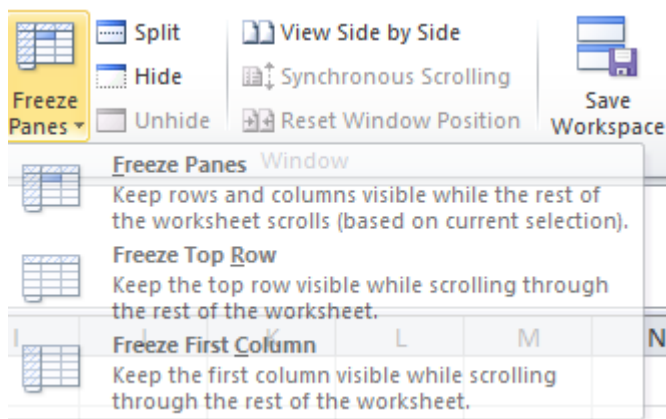 Split
View Side by Side
Hide
Synchronous Scrolling
Freeze Panes
Unhide
Reset Window Position
Save Workspace
Window
Freeze Panes
Keep rows and columns visible while the rest of
the worksheet scrolls (based on current selection).
Freeze Top Row
Keep the top row visible while scrolling through
the rest of the worksheet.
I K L M N
Freeze First Column
Keep the first column visible while scrolling
through the rest of the worksheet.